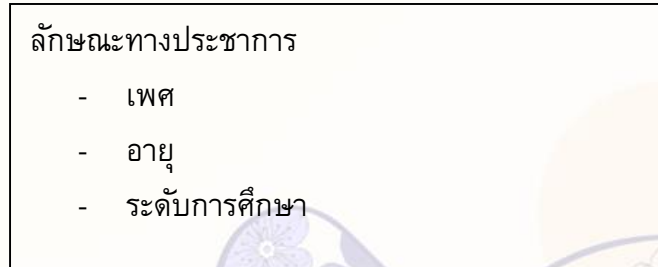 ลักษณะทางประชาการ
- เพศ
- อายุ
- ระดับการศึกษา